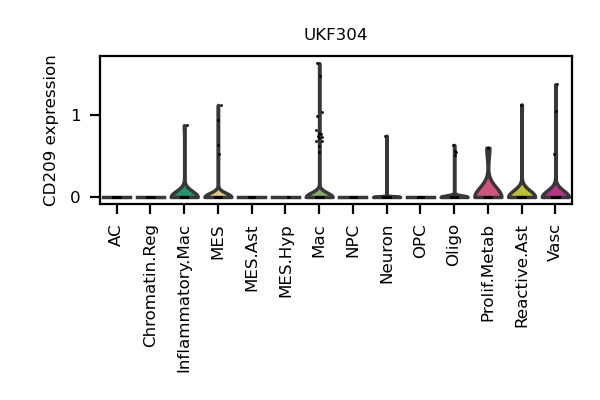 UKF304
CD209 expression
1
0
AC
Chromatin.Reg
Inflammatory.Mac
MES
MES.Ast
MES.Hyp
Mac
NPC
Neuron
OPC
Oligo
Prolif.Metab
Reactive.Ast
Vasc